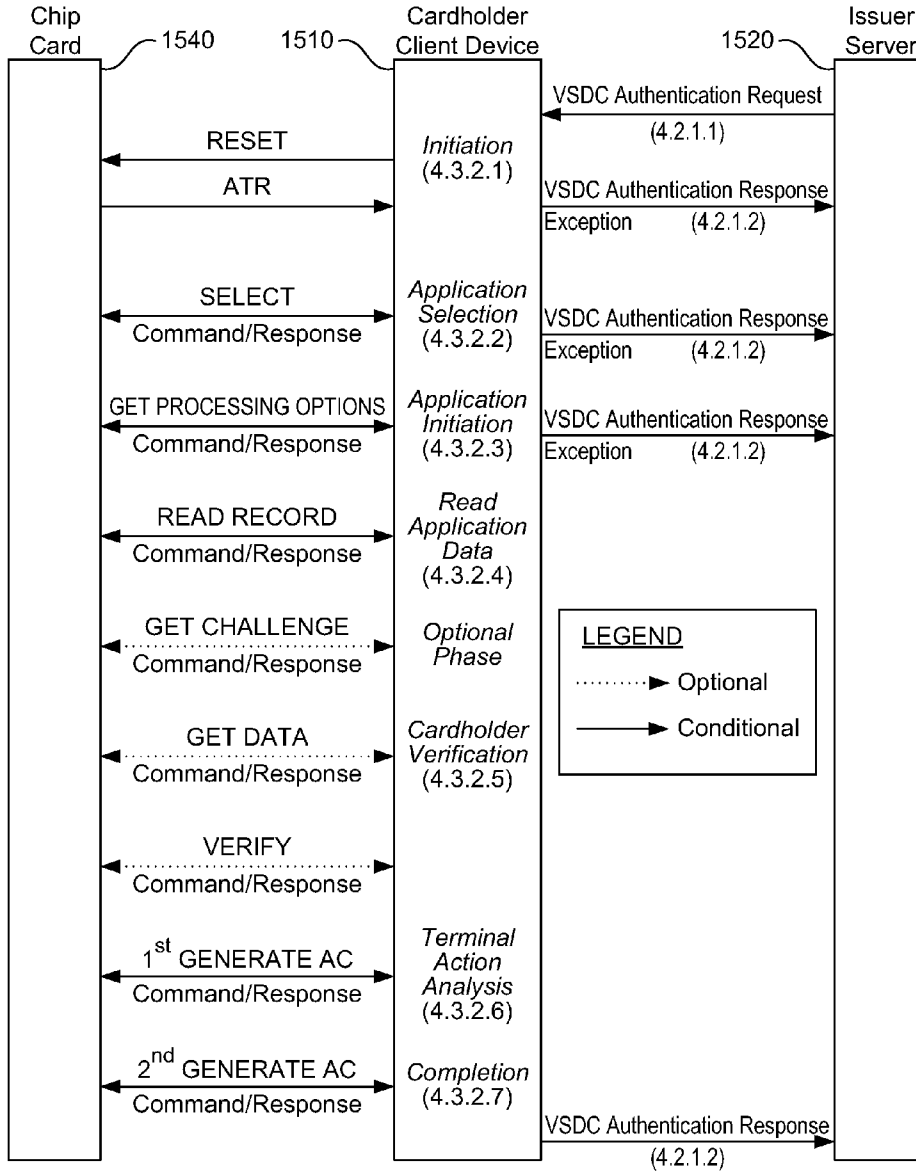 Chip
Card
Cardholder
Client Device
Issuer
Server
1540
1510
1520
VSDC Authentication Request
(4.2.1.1)
RESET
Initiation
(4.3.2.1)
ATR
VSDC Authentication Response
Exception (4.2.1.2)
SELECT
Command/Response
Application
Selection
(4.3.2.2)
VSDC Authentication Response
Exception (4.2.1.2)
GET PROCESSING OPTIONS
Command/Response
Application
Initiation
(4.3.2.3)
VSDC Authentication Response
Exception (4.2.1.2)
READ RECORD
Command/Response
Read
Application
Data
(4.3.2.4)
GET CHALLENGE
Command/Response
Optional
Phase
LEGEND
Optional
Conditional
GET DATA
Command/Response
Cardholder
Verification
(4.3.2.5)
VERIFY
Command/Response
1st GENERATE AC
Command/Response
Terminal
Action
Analysis
(4.3.2.6)
2nd GENERATE AC
Command/Response
Completion
(4.3.2.7)
VSDC Authentication Response
(4.2.1.2)